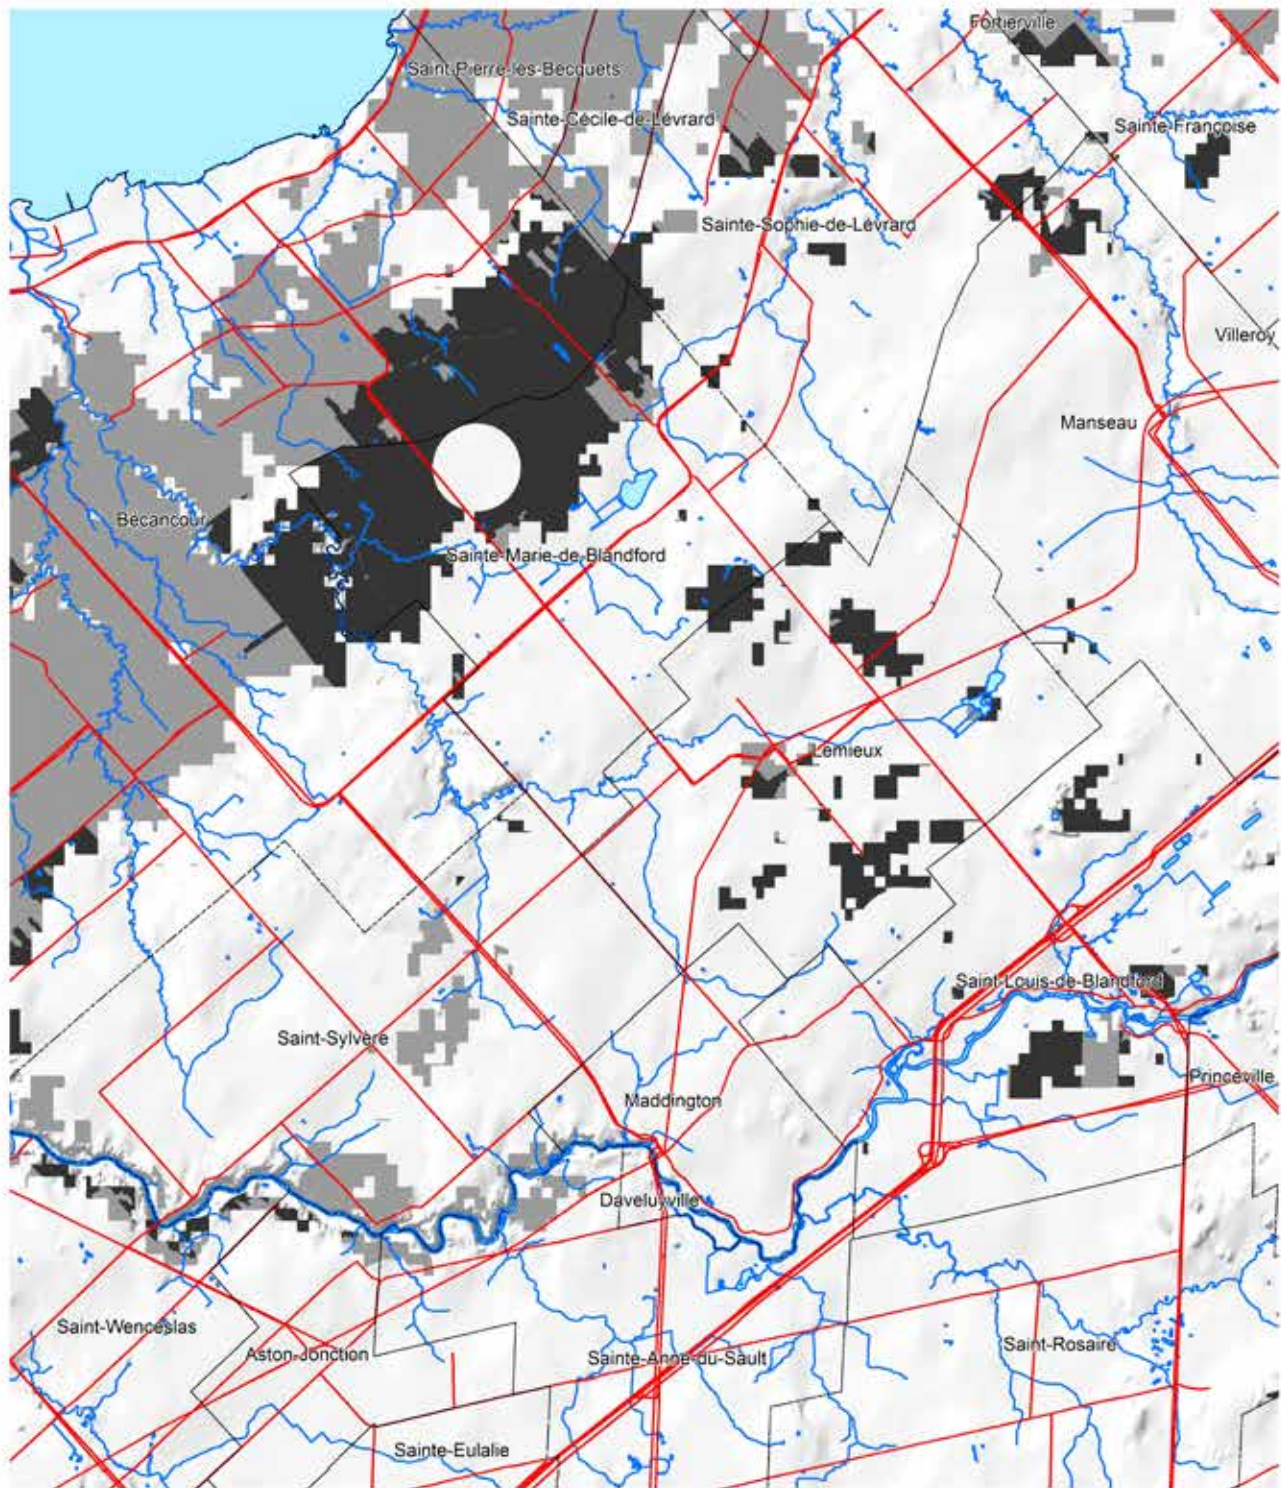 Fortierville
Saint-Pierre-les-Becquets
Sainte-Cécile-de-Lévrard
Sainte-Françoise
Sainte-Sophie-de-Lévrard
Villeroy
Manseau
Bécancour
Sainte-Marie-de-Blandford
Lemieux
Saint-Louis-de-Blandford
Saint-Sylvère
Princeville
Maddington
Daveluyville
Saint-Wenceslas
Aston-Jonction
Sainte-Anne-du-Sault
Saint-Rosaire
Sainte-Eulalie